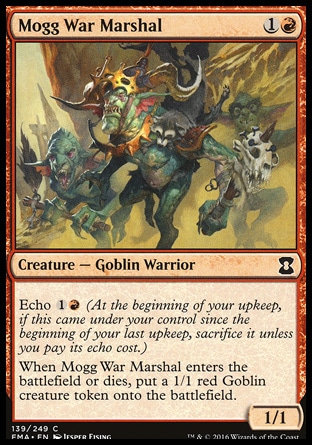 Mogg War Marshal 1
Creature — Goblin Warrior
Echo 1 (At the beginning of your upkeep,
if this came under your control since the
beginning of your last upkeep, sacrifice it unless
you pay its echo cost.)
When Mogg War Marshal enters the
battlefield or dies, put a 1/1 red Goblin
creature token onto the battlefield.
1/1
139/249 C
EMA • EN Jesper Ejsing
™ & © 2016 Wizards of the Coast